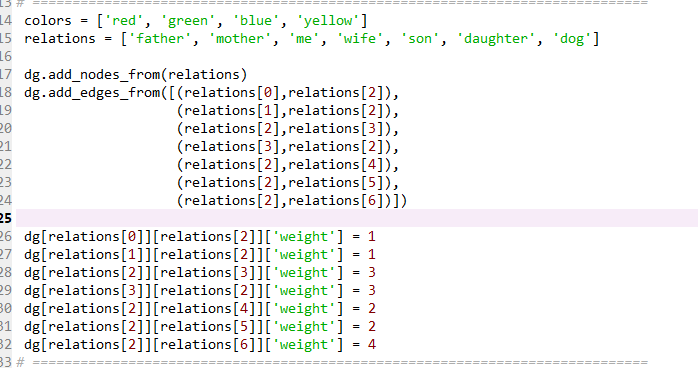 13 # =============================================================================
14 colors = ['red', 'green', 'blue', 'yellow']
15 relations = ['father', 'mother', 'me', 'wife', 'son', 'daughter', 'dog']
16
17 dg.add_nodes_from(relations)
18 dg.add_edges_from([(relations[0],relations[2]),
19                    (relations[1],relations[2]),
20                    (relations[2],relations[3]),
21                    (relations[3],relations[2]),
22                    (relations[2],relations[4]),
23                    (relations[2],relations[5]),
24                    (relations[2],relations[6])])
25
26 dg[relations[0]][relations[2]]['weight'] = 1
27 dg[relations[1]][relations[2]]['weight'] = 1
28 dg[relations[2]][relations[3]]['weight'] = 3
29 dg[relations[3]][relations[2]]['weight'] = 3
30 dg[relations[2]][relations[4]]['weight'] = 2
31 dg[relations[2]][relations[5]]['weight'] = 2
32 dg[relations[2]][relations[6]]['weight'] = 4
33 # =============================================================================